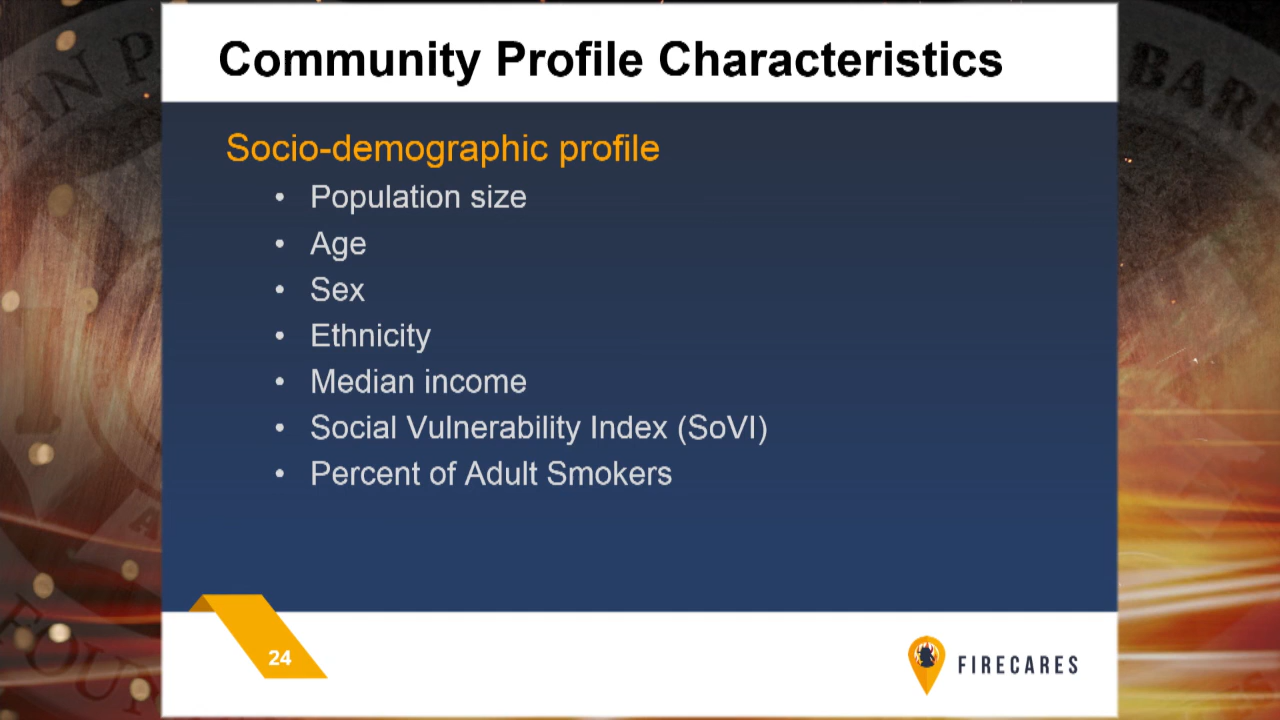 Community Profile Characteristics
Socio-demographic profile
• Population size
• Age
• Sex
• Ethnicity
• Median income
• Social Vulnerability Index (SoVI)
• Percent of Adult Smokers
24
FIRECARES